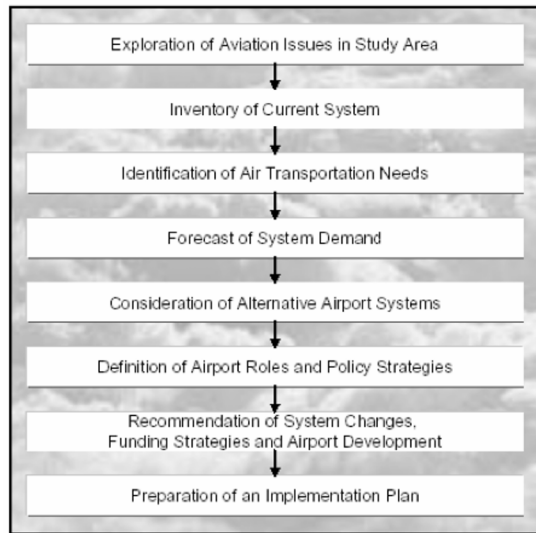 Exploration of Aviation Issues in Study Area
Inventory of Current System
Identification of Air Transportation Needs
Forecast of System Demand
Consideration of Alternative Airport Systems
Definition of Airport Roles and Policy Strategies
Recommendation of System Changes,
Funding Strategies and Airport Development
Preparation of an Implementation Plan